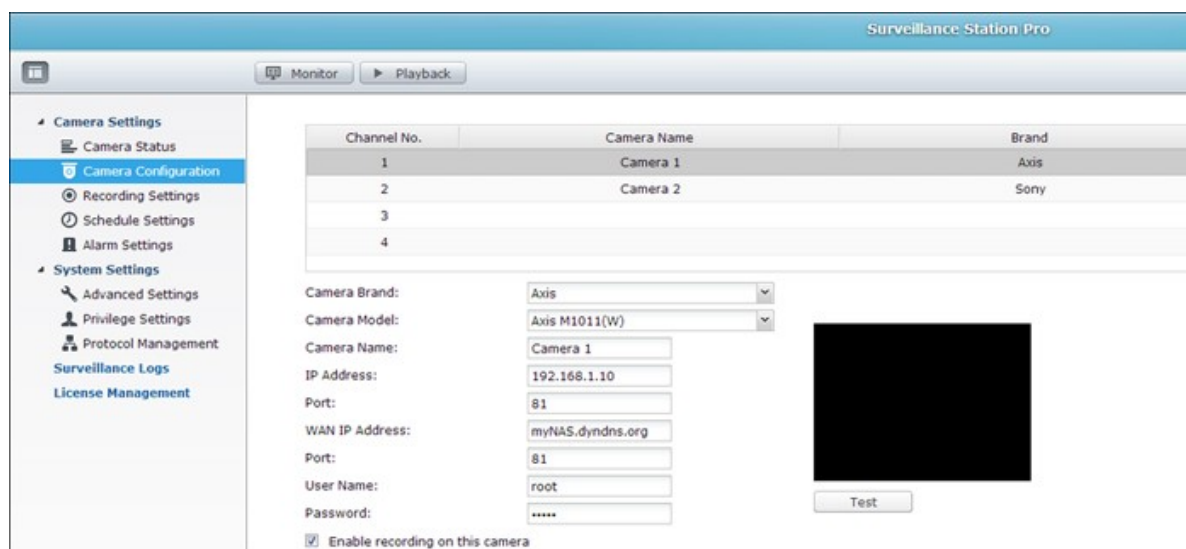 Surveillance Station Pro
Monitor Playback
Camera Settings
Camera Status
Camera Configuration
Recording Settings
Schedule Settings
Alarm Settings
System Settings
Advanced Settings
Privilege Settings
Protocol Management
Surveillance Logs
License Management
Channel No. Camera Name Brand
1 Camera 1 Axis
2 Camera 2 Sony
3
4
Camera Brand: Axis
Camera Model: Axis M1011(W)
Camera Name: Camera 1
IP Address: 192.168.1.10
Port: 81
WAN IP Address: myNAS.dyndns.org
Port: 81
User Name: root
Password: •••••
Test
Enable recording on this camera